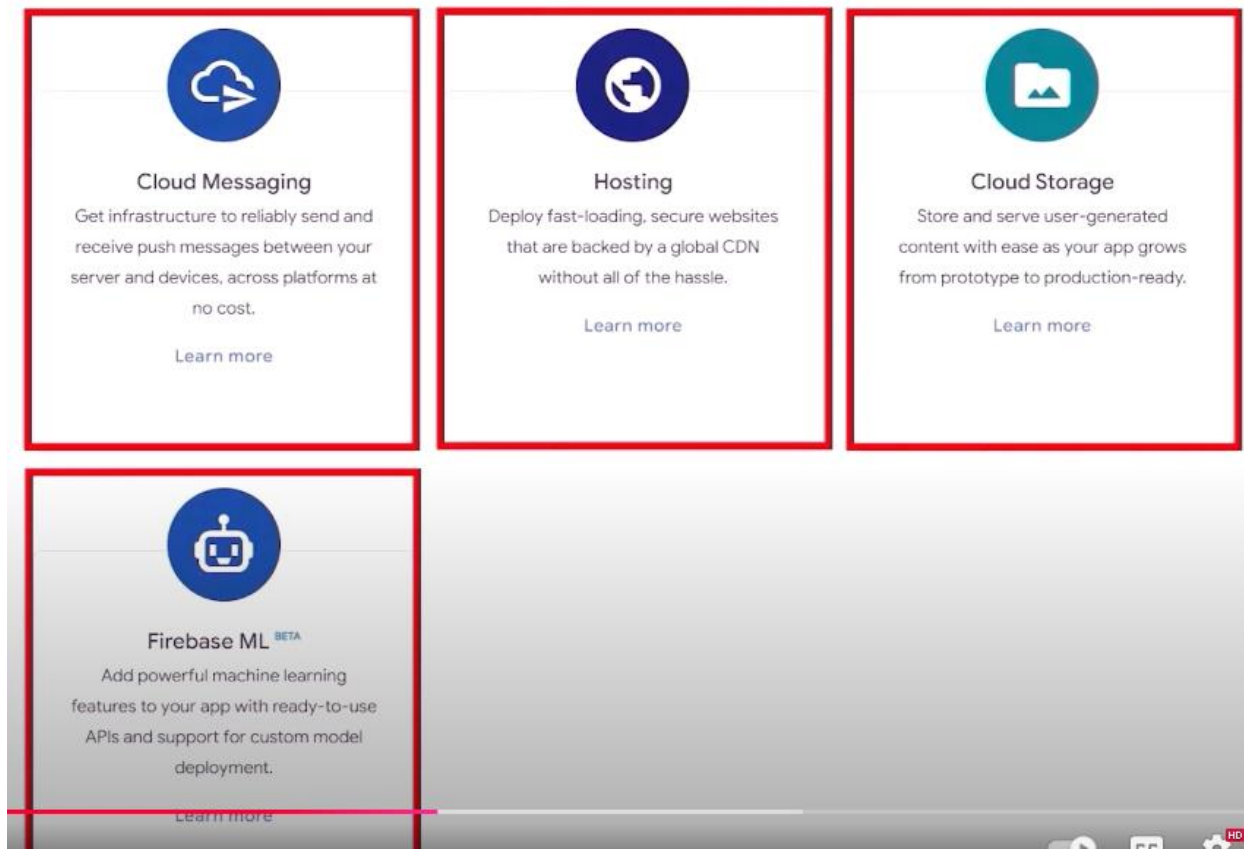 Cloud Messaging
Get infrastructure to reliably send and
receive push messages between your
server and devices, across platforms at
no cost.
Learn more
Hosting
Deploy fast-loading, secure websites
that are backed by a global CDN
without all of the hassle.
Learn more
Cloud Storage
Store and serve user-generated
content with ease as your app grows
from prototype to production-ready.
Learn more
Firebase ML BETA
Add powerful machine learning
features to your app with ready-to-use
APIs and support for custom model
deployment.
Learn more
HD